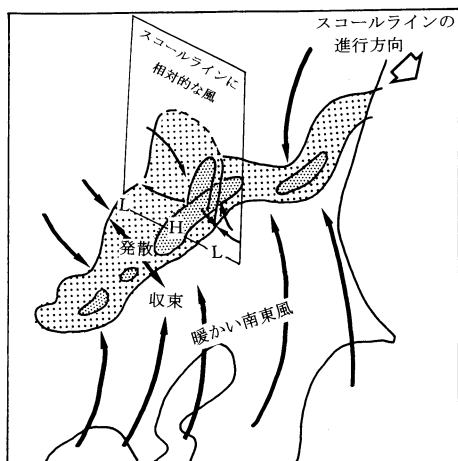 スコールラインの
進行方向
スコールラインに
相対的な風
L
H
発散
L
収束
暖かい南東風